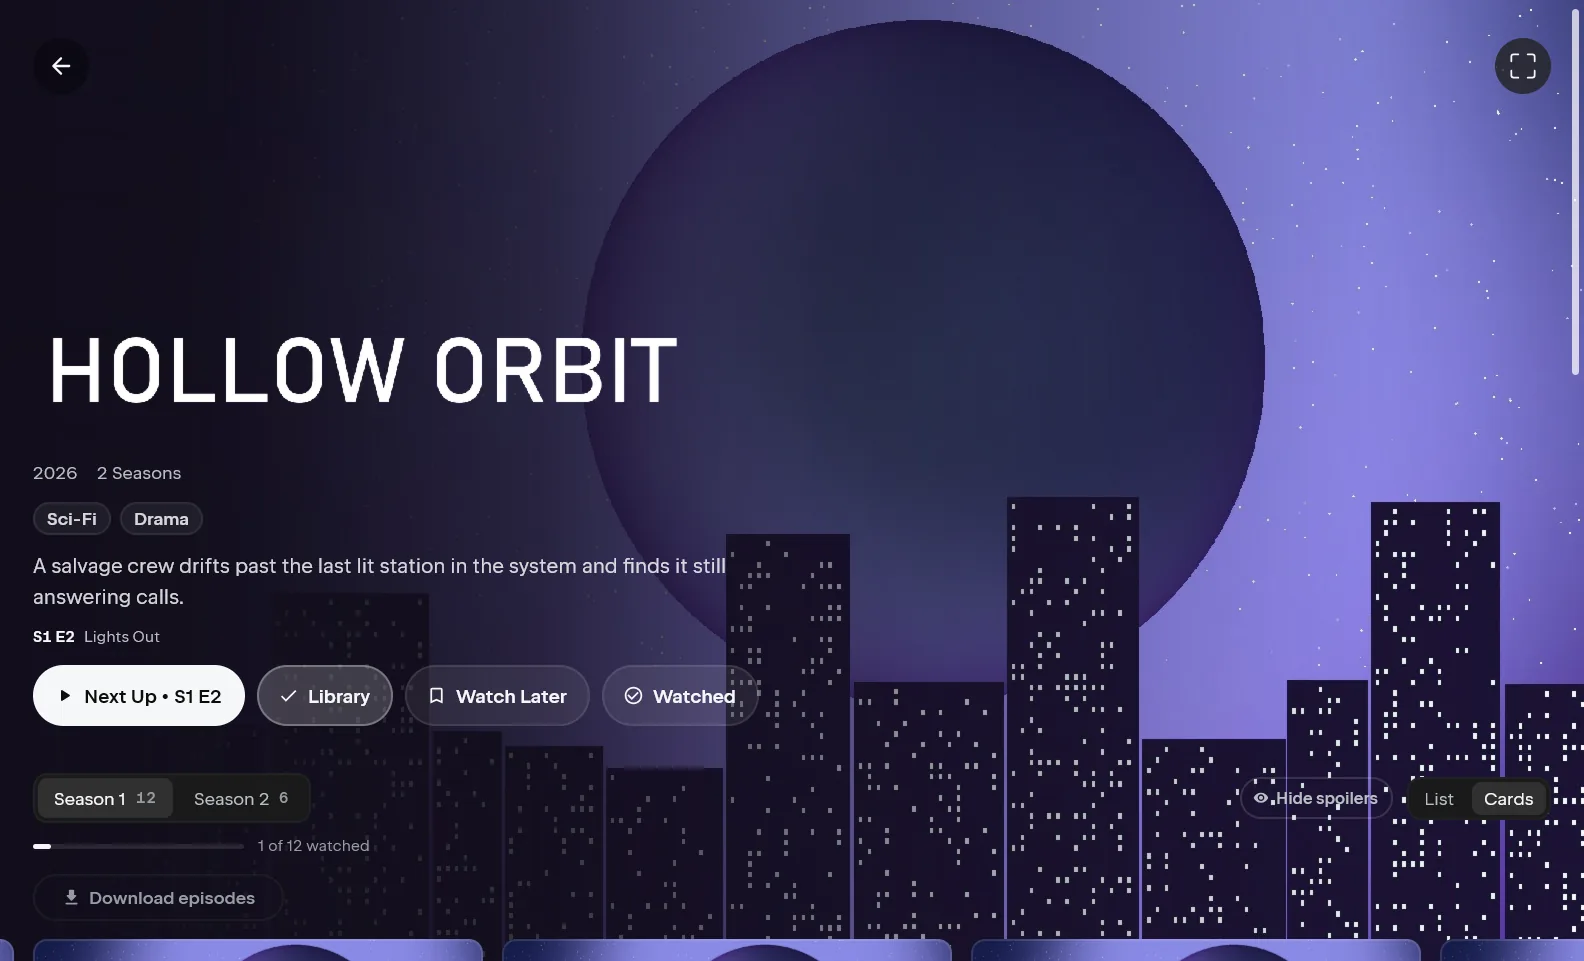 HOLLOW ORBIT
2026 2 Seasons
Sci-Fi Drama
A salvage crew drifts past the last lit station in the system and finds it still
answering calls.
S1 E2 Lights Out
Next Up • S1 E2 Library Watch Later Watched
Season 1 12 Season 2 6 Hide spoilers List Cards
1 of 12 watched
Download episodes